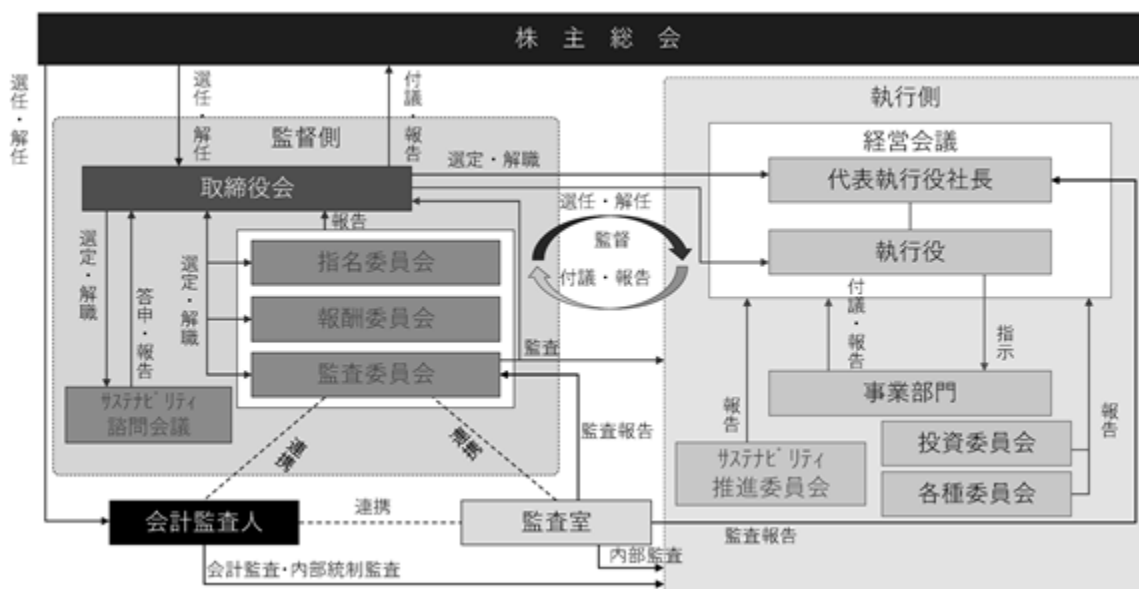 株主総会
選任・解任
選任・解任
付議・報告
執行側
監督側
経営会議
選定・解職
代表執行役社長
取締役会
選任・解任
報告
監督
執行役
指名委員会
付議・報告
選定・解職
答申・報告
選定・解職
付議・報告
指示
報酬委員会
監査
監査委員会
事業部門
サステナビリティ
諮問会議
報告
報告
監査報告
投資委員会
連携
連携
サステナビリティ
推進委員会
各種委員会
会計監査人
連携
監査室
監査報告
内部監査
会計監査・内部統制監査